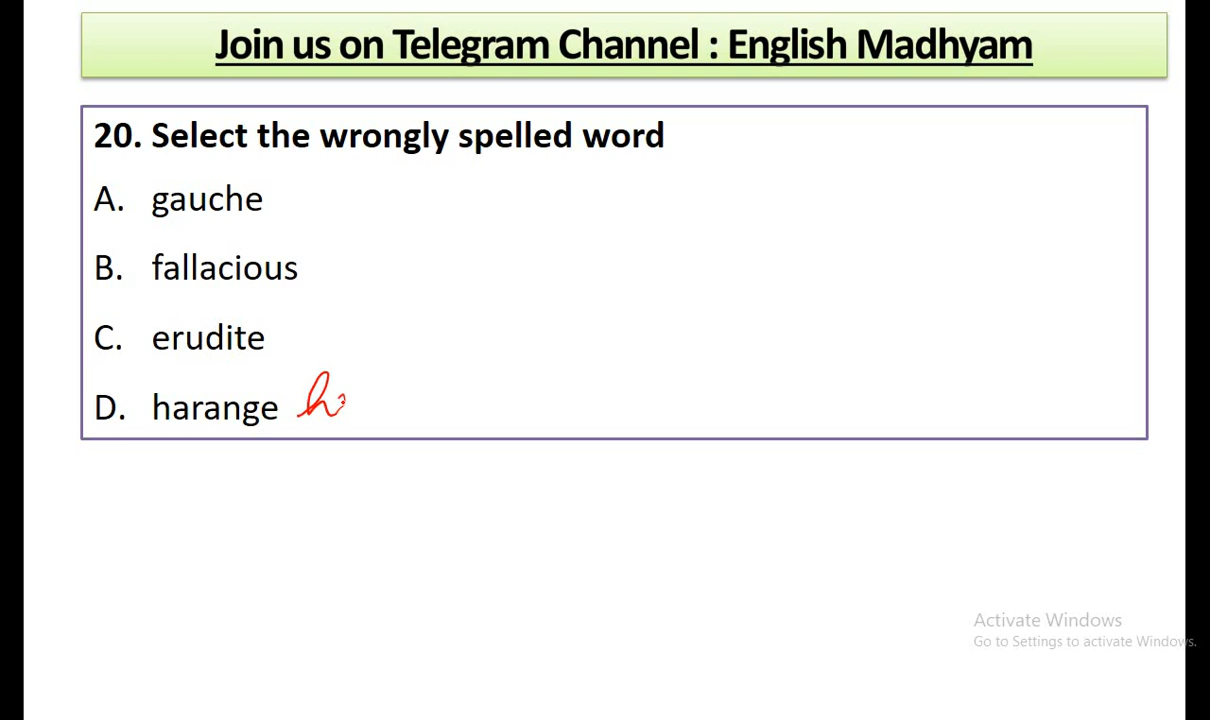 Join us on Telegram Channel : English Madhyam
20. Select the wrongly spelled word
A. gauche
B. fallacious
C. erudite
D. harange h
Activate Windows
Go to Settings to activate Windows.